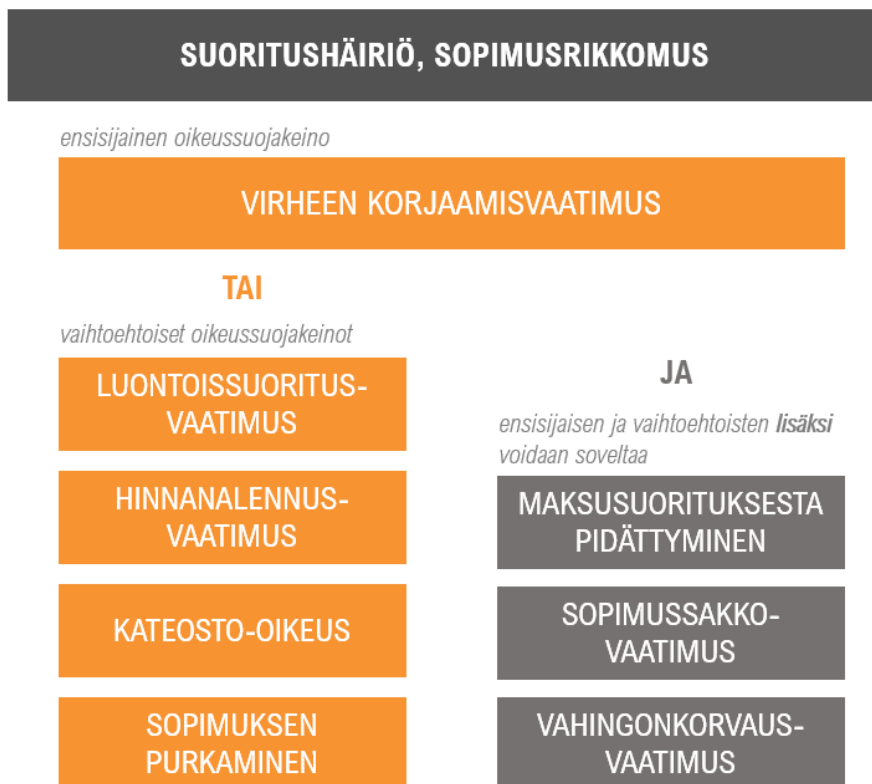 SUORITUSHÄIRIÖ, SOPIMUSRIKKOMUS
ensisijainen oikeussuojakeino
VIRHEEN KORJAAMISVAATIMUS
TAI
vaihtoehtoiset oikeussuojakeinot
LUONTOISSUORITUS-
VAATIMUS
HINNANALENNUS-
VAATIMUS
KATEOSTO-OIKEUS
SOPIMUKSEN
PURKAMINEN
JA
ensisijaisen ja vaihtoehtoisten lisäksi
voidaan soveltaa
MAKSUSUORITUKSESTA
PIDÄTTYMINEN
SOPIMUSSAKKO-
VAATIMUS
VAHINGONKORVAUS-
VAATIMUS